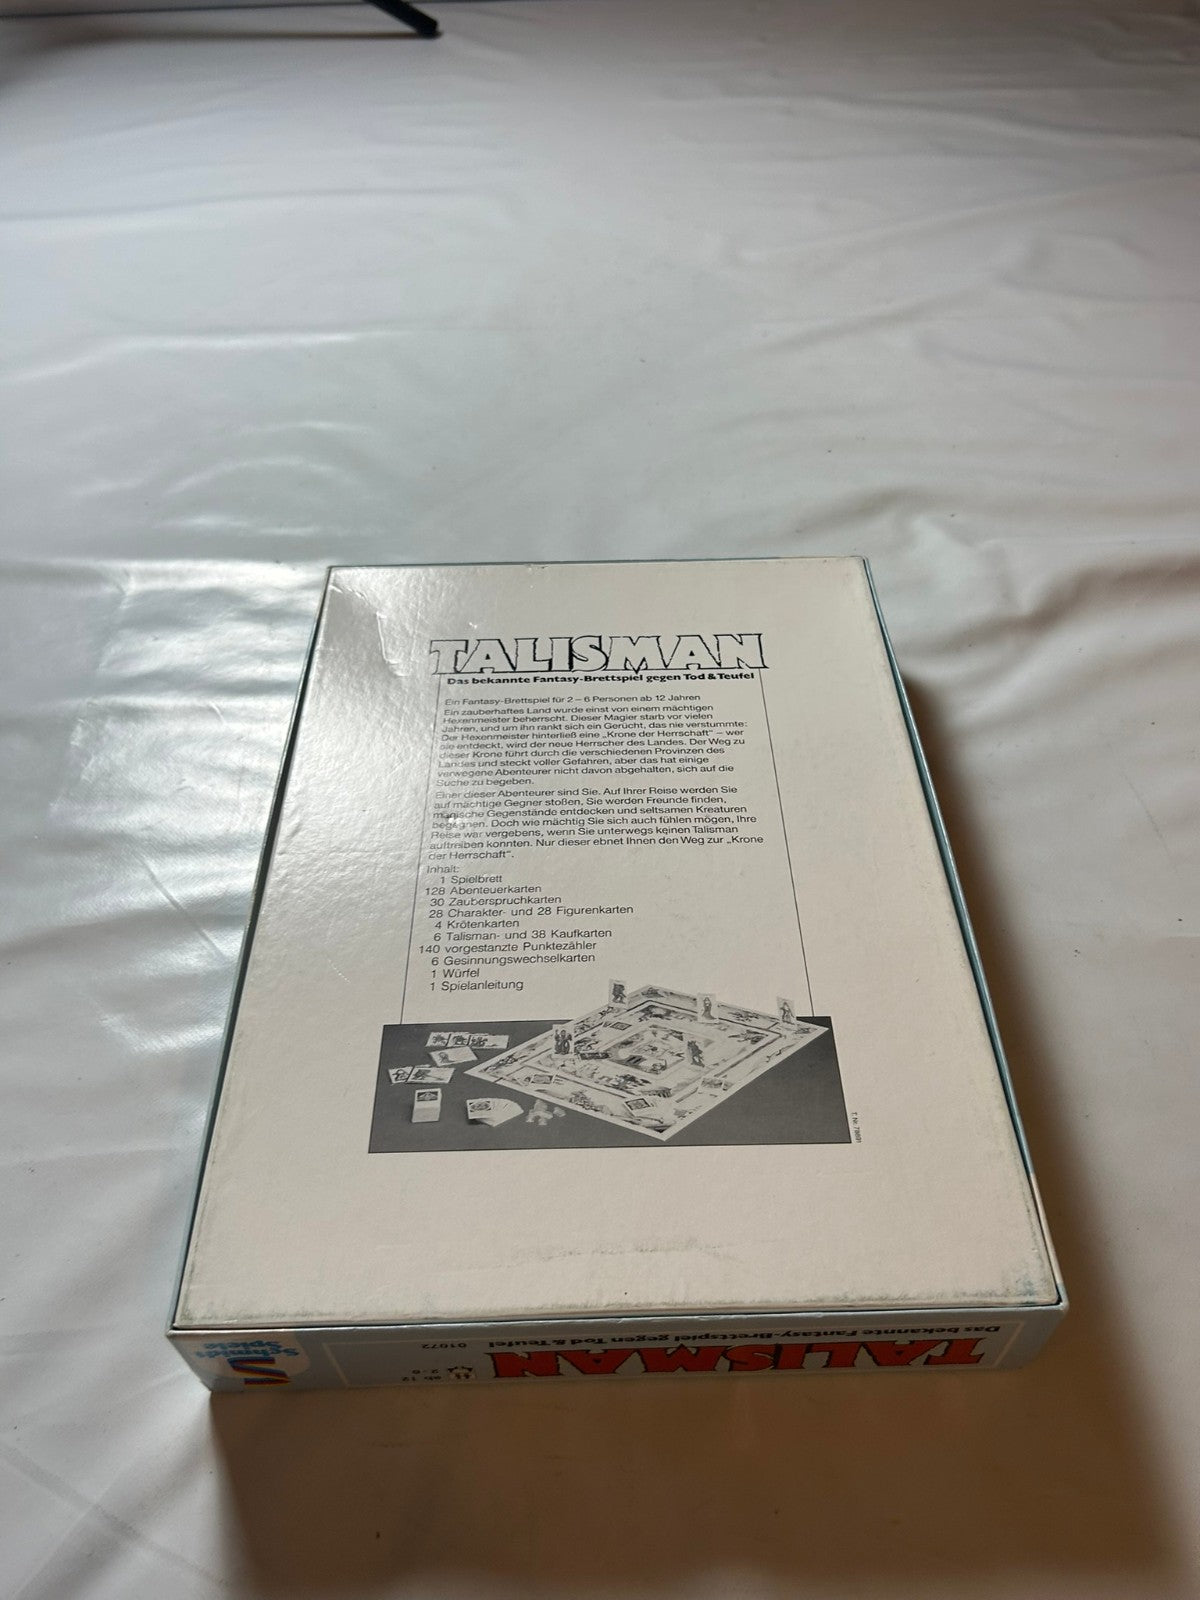 TALISMAN
Das bekannte Fantasy-Brettspiel gegen Tod & Teufel
Ein Fantasy-Brettspiel für 2 – 6 Personen ab 12 Jahren
Ein zauberhaftes Land wurde einst von einem mächtigen
Hexenmeister beherrscht. Dieser Magier starb vor vielen
Jahren, und um ihn rankt sich ein Gerücht, das nie verstummte:
Der Hexenmeister hinterließ eine „Krone der Herrschaft“ – wer
sie entdeckt, wird der neue Herrscher des Landes. Der Weg zu
dieser Krone führt durch die verschiedenen Provinzen des
Landes und steckt voller Gefahren, aber das hat einige
verwegene Abenteurer nicht davon abgehalten, sich auf die
Suche zu begeben.
Einer dieser Abenteurer sind Sie. Auf Ihrer Reise werden Sie
auf mächtige Gegner stoßen, Sie werden Freunde finden,
magische Gegenstände entdecken und seltsamen Kreaturen
begegnen. Doch wie mächtig Sie sich auch fühlen mögen, Ihre
Reise war vergebens, wenn Sie unterwegs keinen Talisman
auftreiben konnten. Nur dieser ebnet Ihnen den Weg zur „Krone
der Herrschaft“.
Inhalt:
1 Spielbrett
128 Abenteuerkarten
30 Zauberspruchkarten
28 Charakter- und 28 Figurenkarten
4 Krötenkarten
6 Talisman- und 38 Kaufkarten
140 vorgestanzte Punktezähler
6 Gesinnungswechselkarten
1 Würfel
1 Spielanleitung
TALISMAN
Das bekannte Fantasy-Brettspiel gegen Tod & Teufel
01072
2-6
ab 12
Schmidt
Spiele